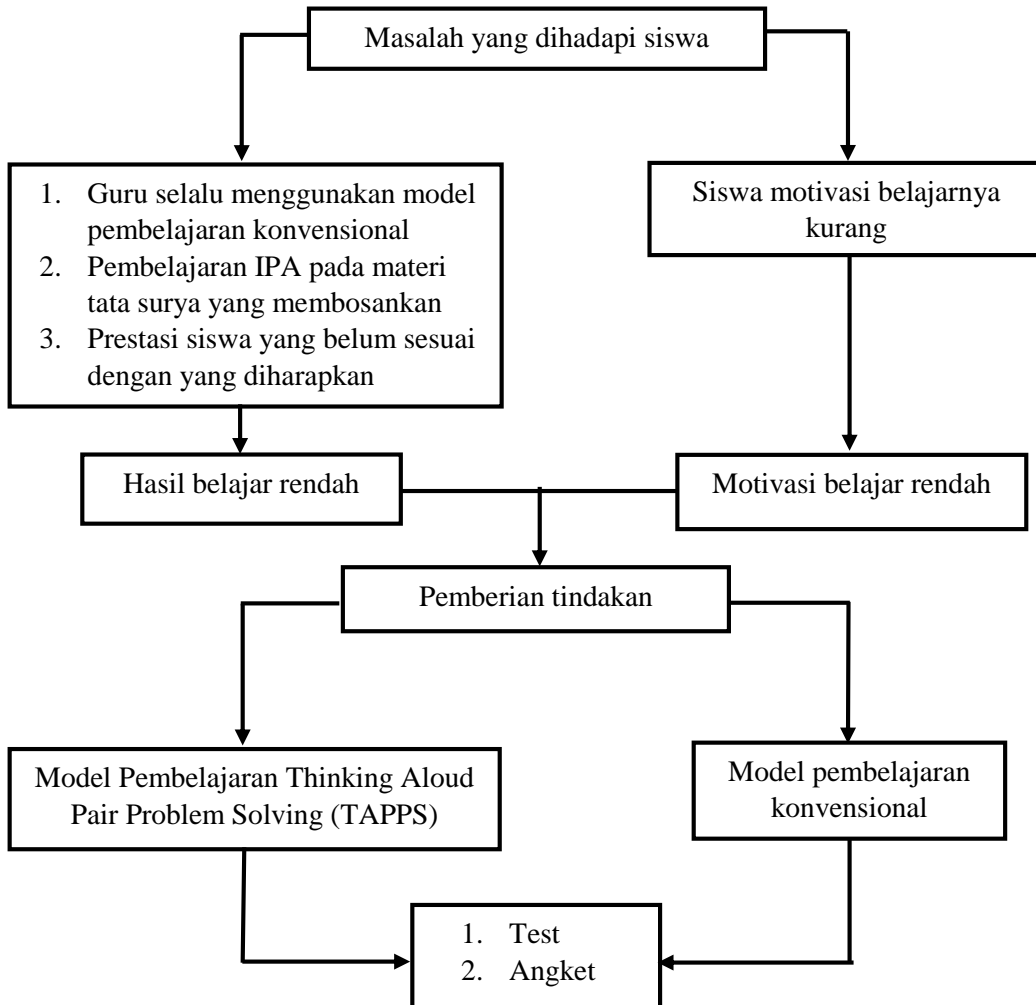 Masalah yang dihadapi siswa
1. Guru selalu menggunakan model
pembelajaran konvensional
2. Pembelajaran IPA pada materi
tata surya yang membosankan
3. Prestasi siswa yang belum sesuai
dengan yang diharapkan
Siswa motivasi belajarnya
kurang
Hasil belajar rendah
Motivasi belajar rendah
Pemberian tindakan
Model Pembelajaran Thinking Aloud
Pair Problem Solving (TAPPS)
Model pembelajaran
konvensional
1. Test
2. Angket